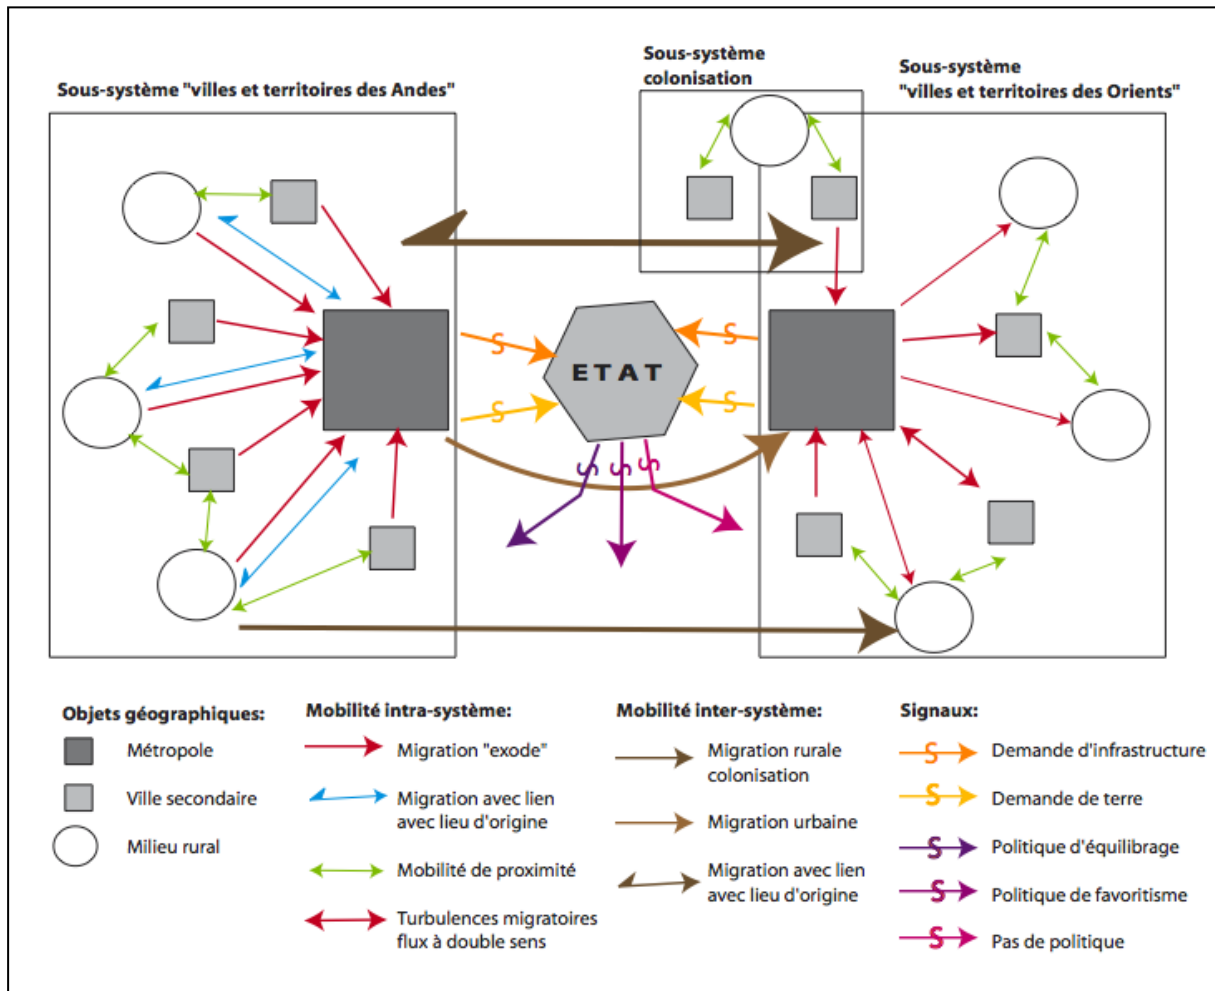 Sous-système "villes et territoires des Andes"
Sous-système
colonisation
Sous-système
"villes et territoires des Orients"
ETAT
S
S
S
S
S
S
S
Objets géographiques:
Métropole
Ville secondaire
Milieu rural
Mobilité intra-système:
Migration "exode"
Migration avec lien
avec lieu d'origine
Mobilité de proximité
Turbulences migratoires
flux à double sens
Mobilité inter-système:
Migration rurale
colonisation
Migration urbaine
Migration avec lien
avec lieu d'origine
Signaux:
S Demande d'infrastructure
S Demande de terre
S Politique d'équilibrage
S Politique de favoritisme
S Pas de politique